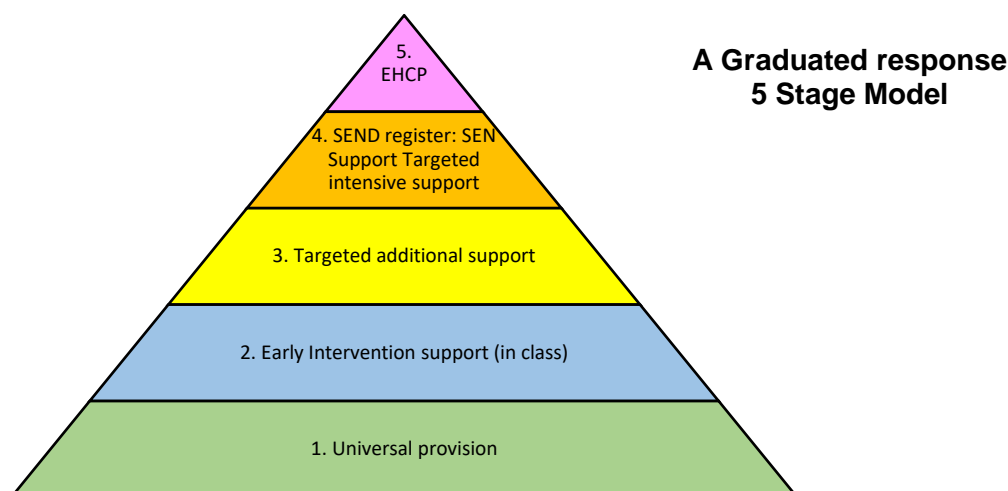 A Graduated response
5 Stage Model
5.
EHCP
4. SEND register: SEN
Support Targeted
intensive support
3. Targeted additional support
2. Early Intervention support (in class)
1. Universal provision